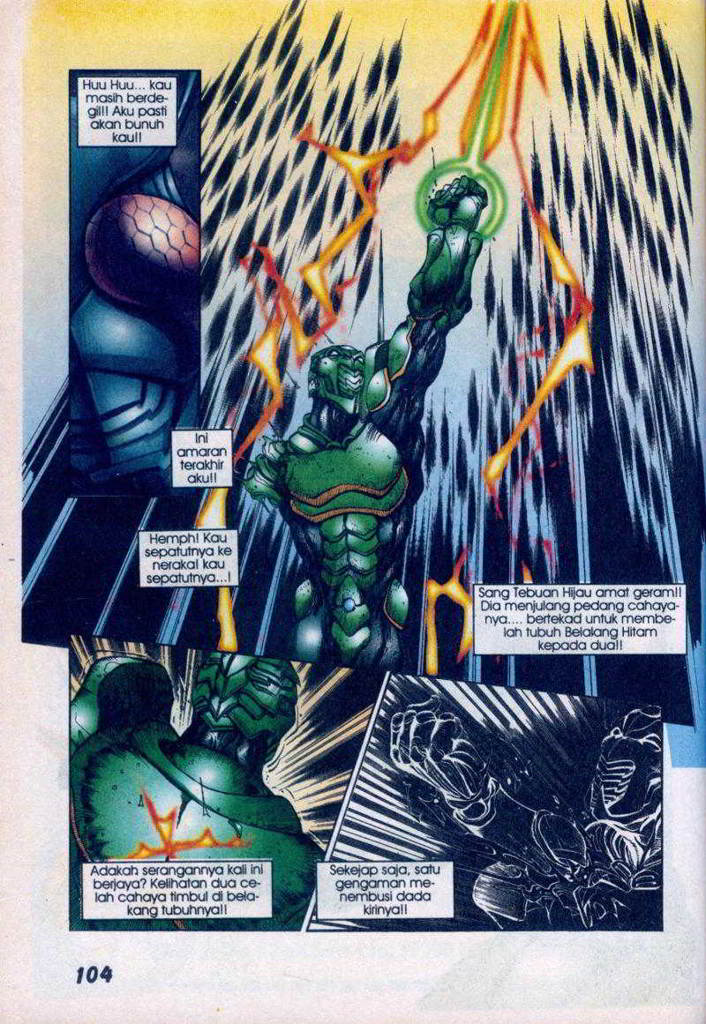 Huu Huu... kau
masih berde-
gil!! Aku pasti
akan bunuh
kau!!
Ini
amaran
terakhir
aku!!
Hemph! Kau
sepatutnya ke
neraka! kau
sepatutnya...!
Sang Tebuan Hijau amat geram!!
Dia menjulang pedang cahaya-
nya.... bertekad untuk membe-
lah tubuh Belalang Hitam
kepada dua!!
Adakah serangannya kali ini
berjaya? Kelihatan dua ce-
lah cahaya timbul di bela-
kang tubuhnya!!
Sekejap saja, satu
gengaman me-
nembusi dada
kirinya!!
104